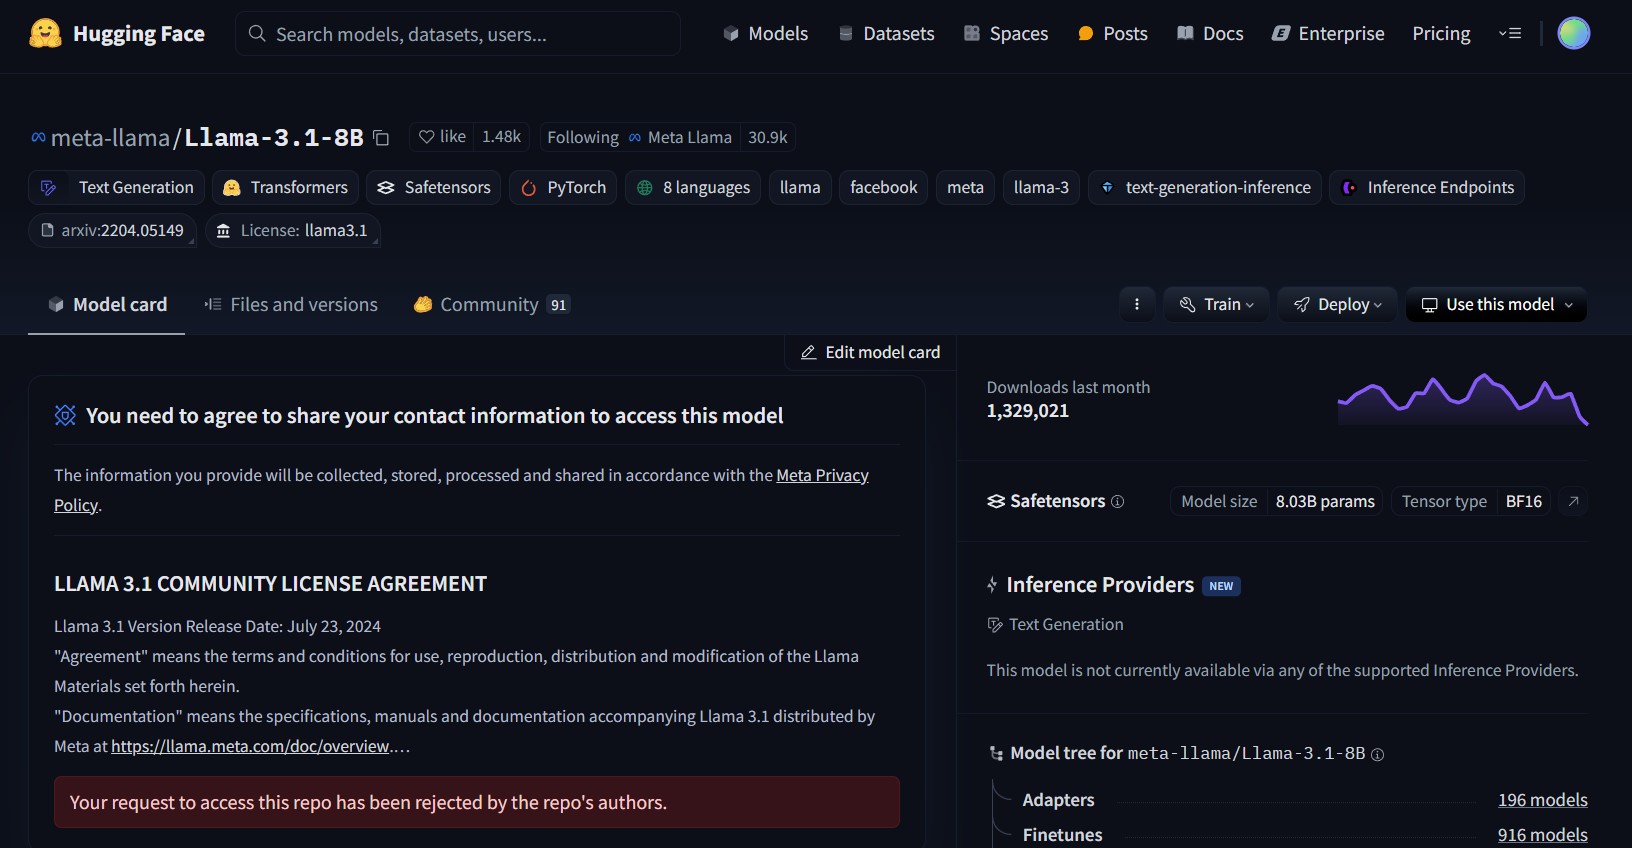 Hugging Face
Search models, datasets, users...
Models
Datasets
Spaces
Posts
Docs
Enterprise
Pricing
meta-llama/Llama-3.1-8B
like 1.48k
Following Meta Llama 30.9k
Text Generation
Transformers
Safetensors
PyTorch
8 languages
llama
facebook
meta
llama-3
text-generation-inference
Inference Endpoints
arxiv:2204.05149
License: llama3.1
Model card
Files and versions
Community 91
Train
Deploy
Use this model
Edit model card
You need to agree to share your contact information to access this model
The information you provide will be collected, stored, processed and shared in accordance with the Meta Privacy
Policy.
LLAMA 3.1 COMMUNITY LICENSE AGREEMENT
Llama 3.1 Version Release Date: July 23, 2024
"Agreement" means the terms and conditions for use, reproduction, distribution and modification of the Llama
Materials set forth herein.
"Documentation" means the specifications, manuals and documentation accompanying Llama 3.1 distributed by
Meta at https://llama.meta.com/doc/overview.…
Your request to access this repo has been rejected by the repo's authors.
Downloads last month
1,329,021
Safetensors
Model size 8.03B params
Tensor type BF16
Inference Providers NEW
Text Generation
This model is not currently available via any of the supported Inference Providers.
Model tree for meta-llama/Llama-3.1-8B
Adapters 196 models
Finetunes 916 models